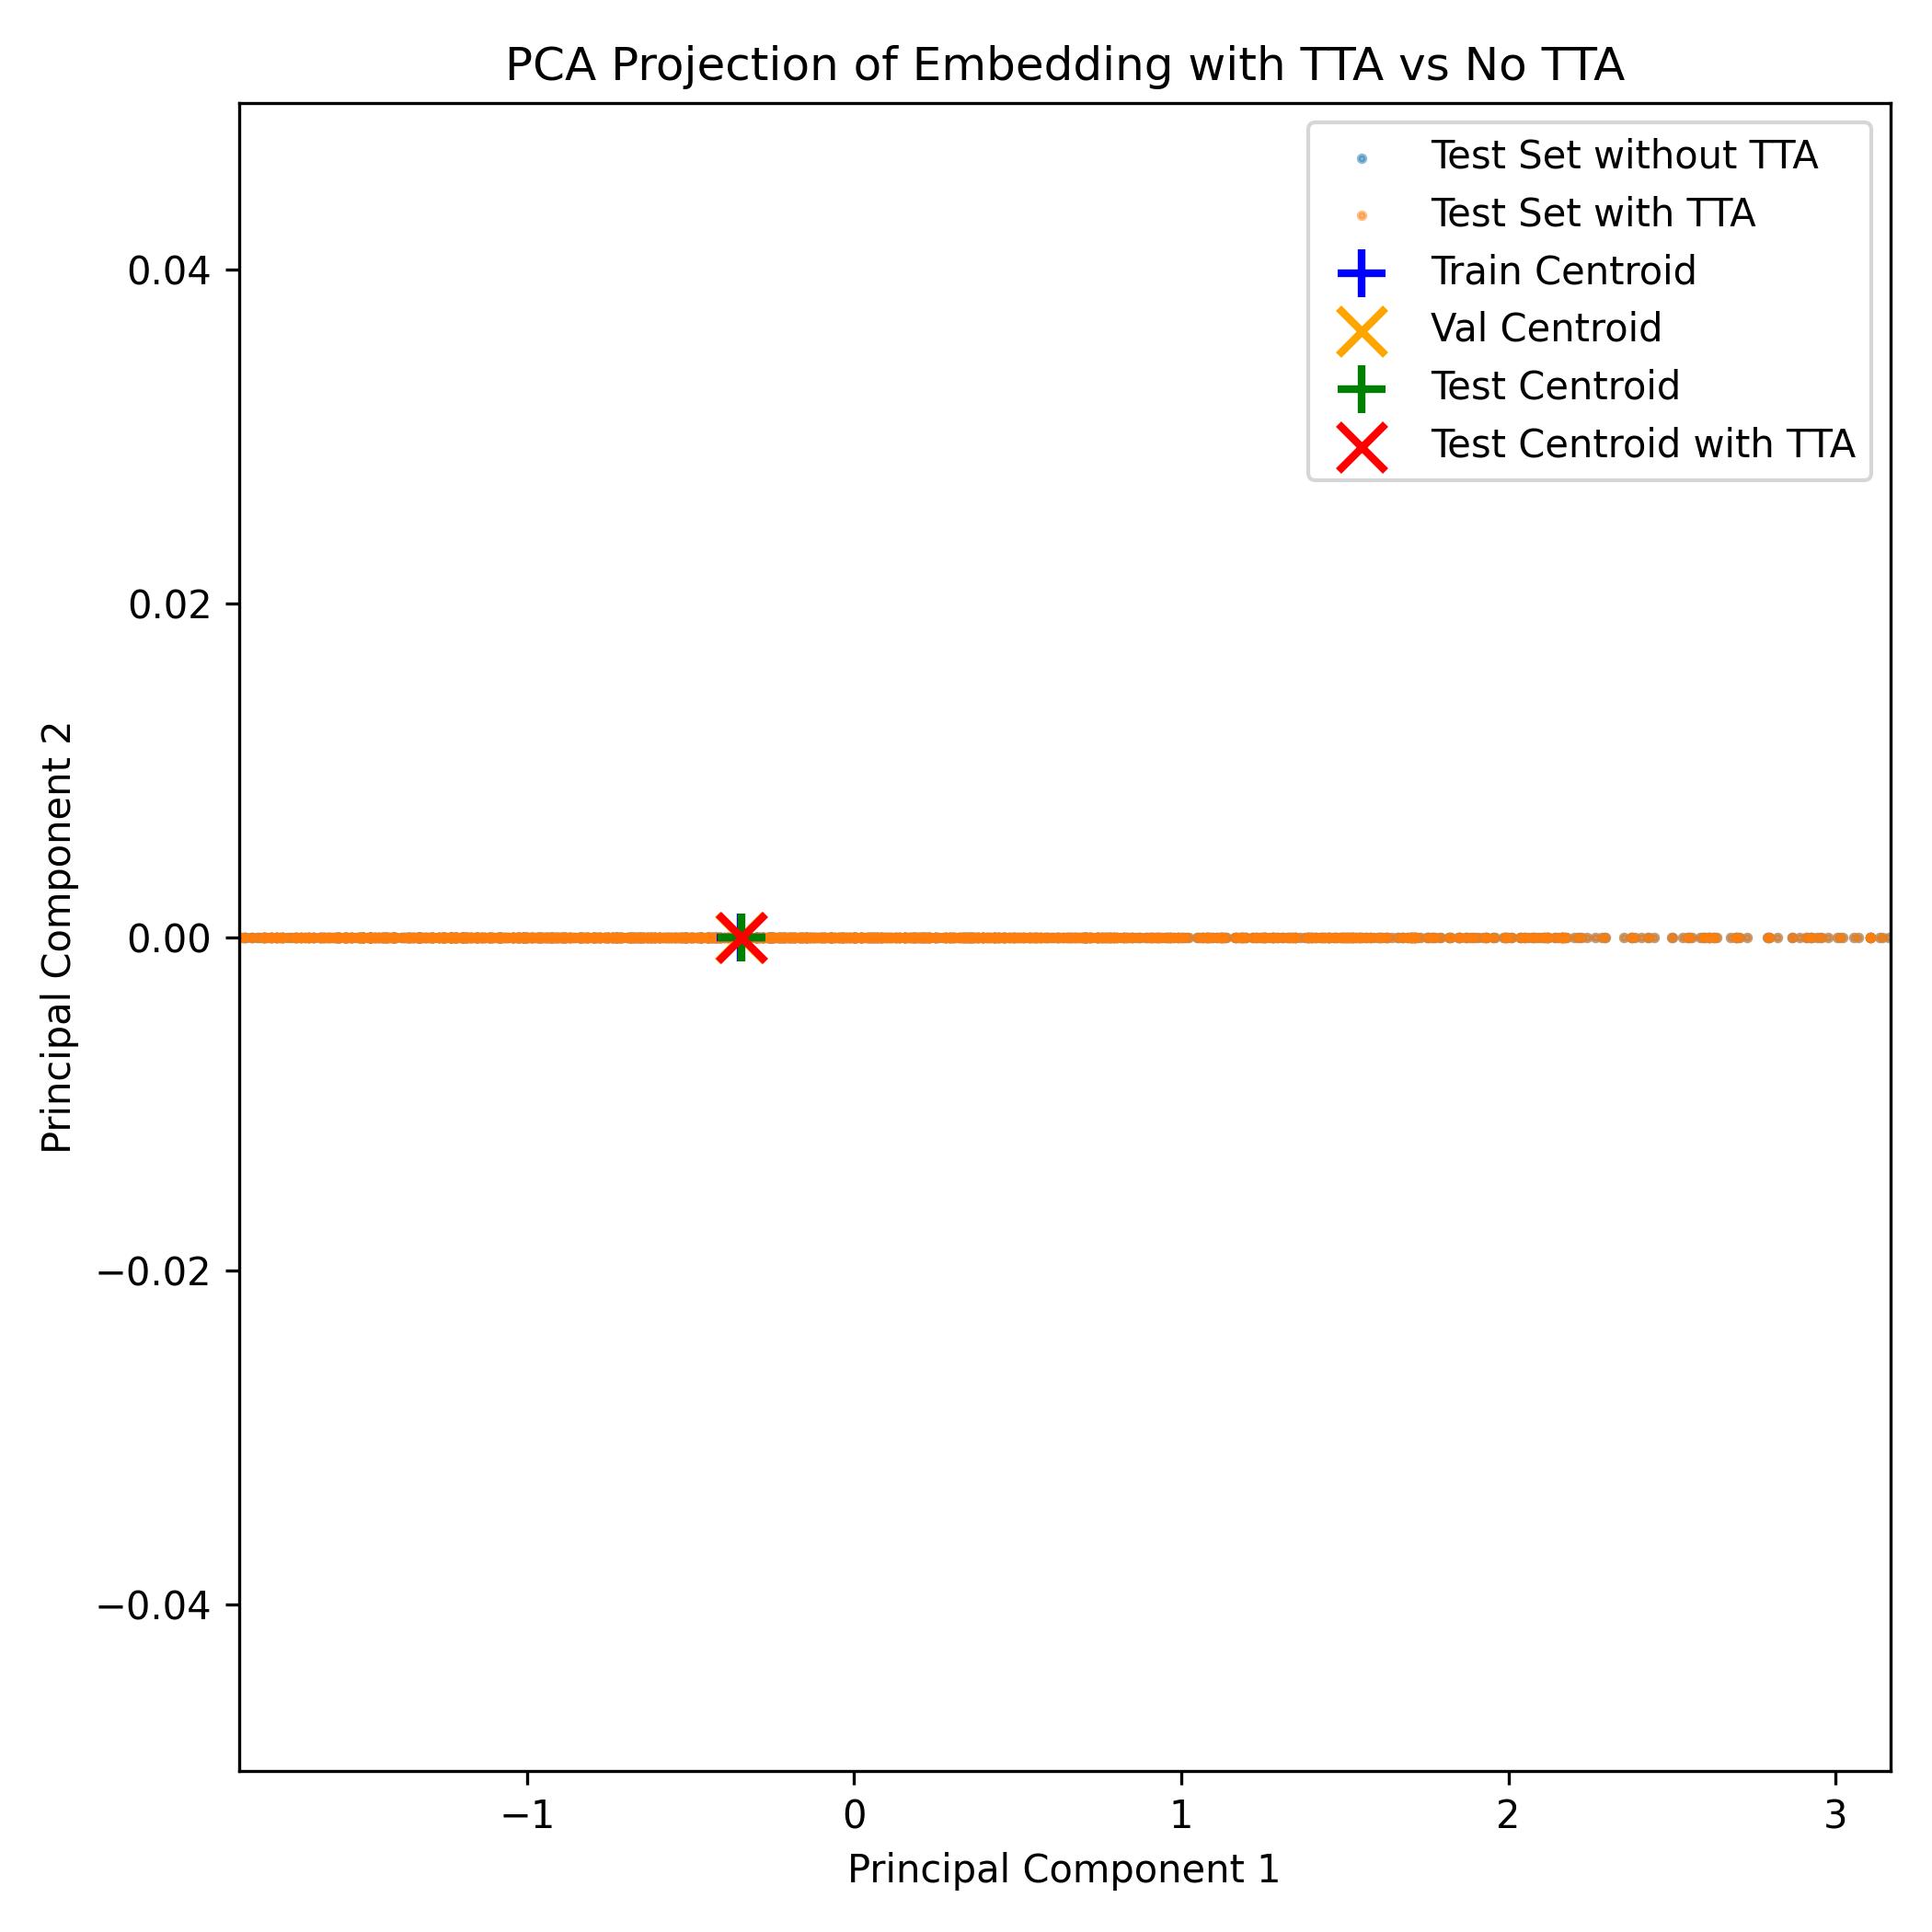 PCA Projection of Embedding with TTA vs No TTA
Test Set without TTA
Test Set with TTA
Train Centroid
Val Centroid
Test Centroid
Test Centroid with TTA
0.04
0.02
0.00
−0.02
−0.04
Principal Component 2
−1
0
1
2
3
Principal Component 1